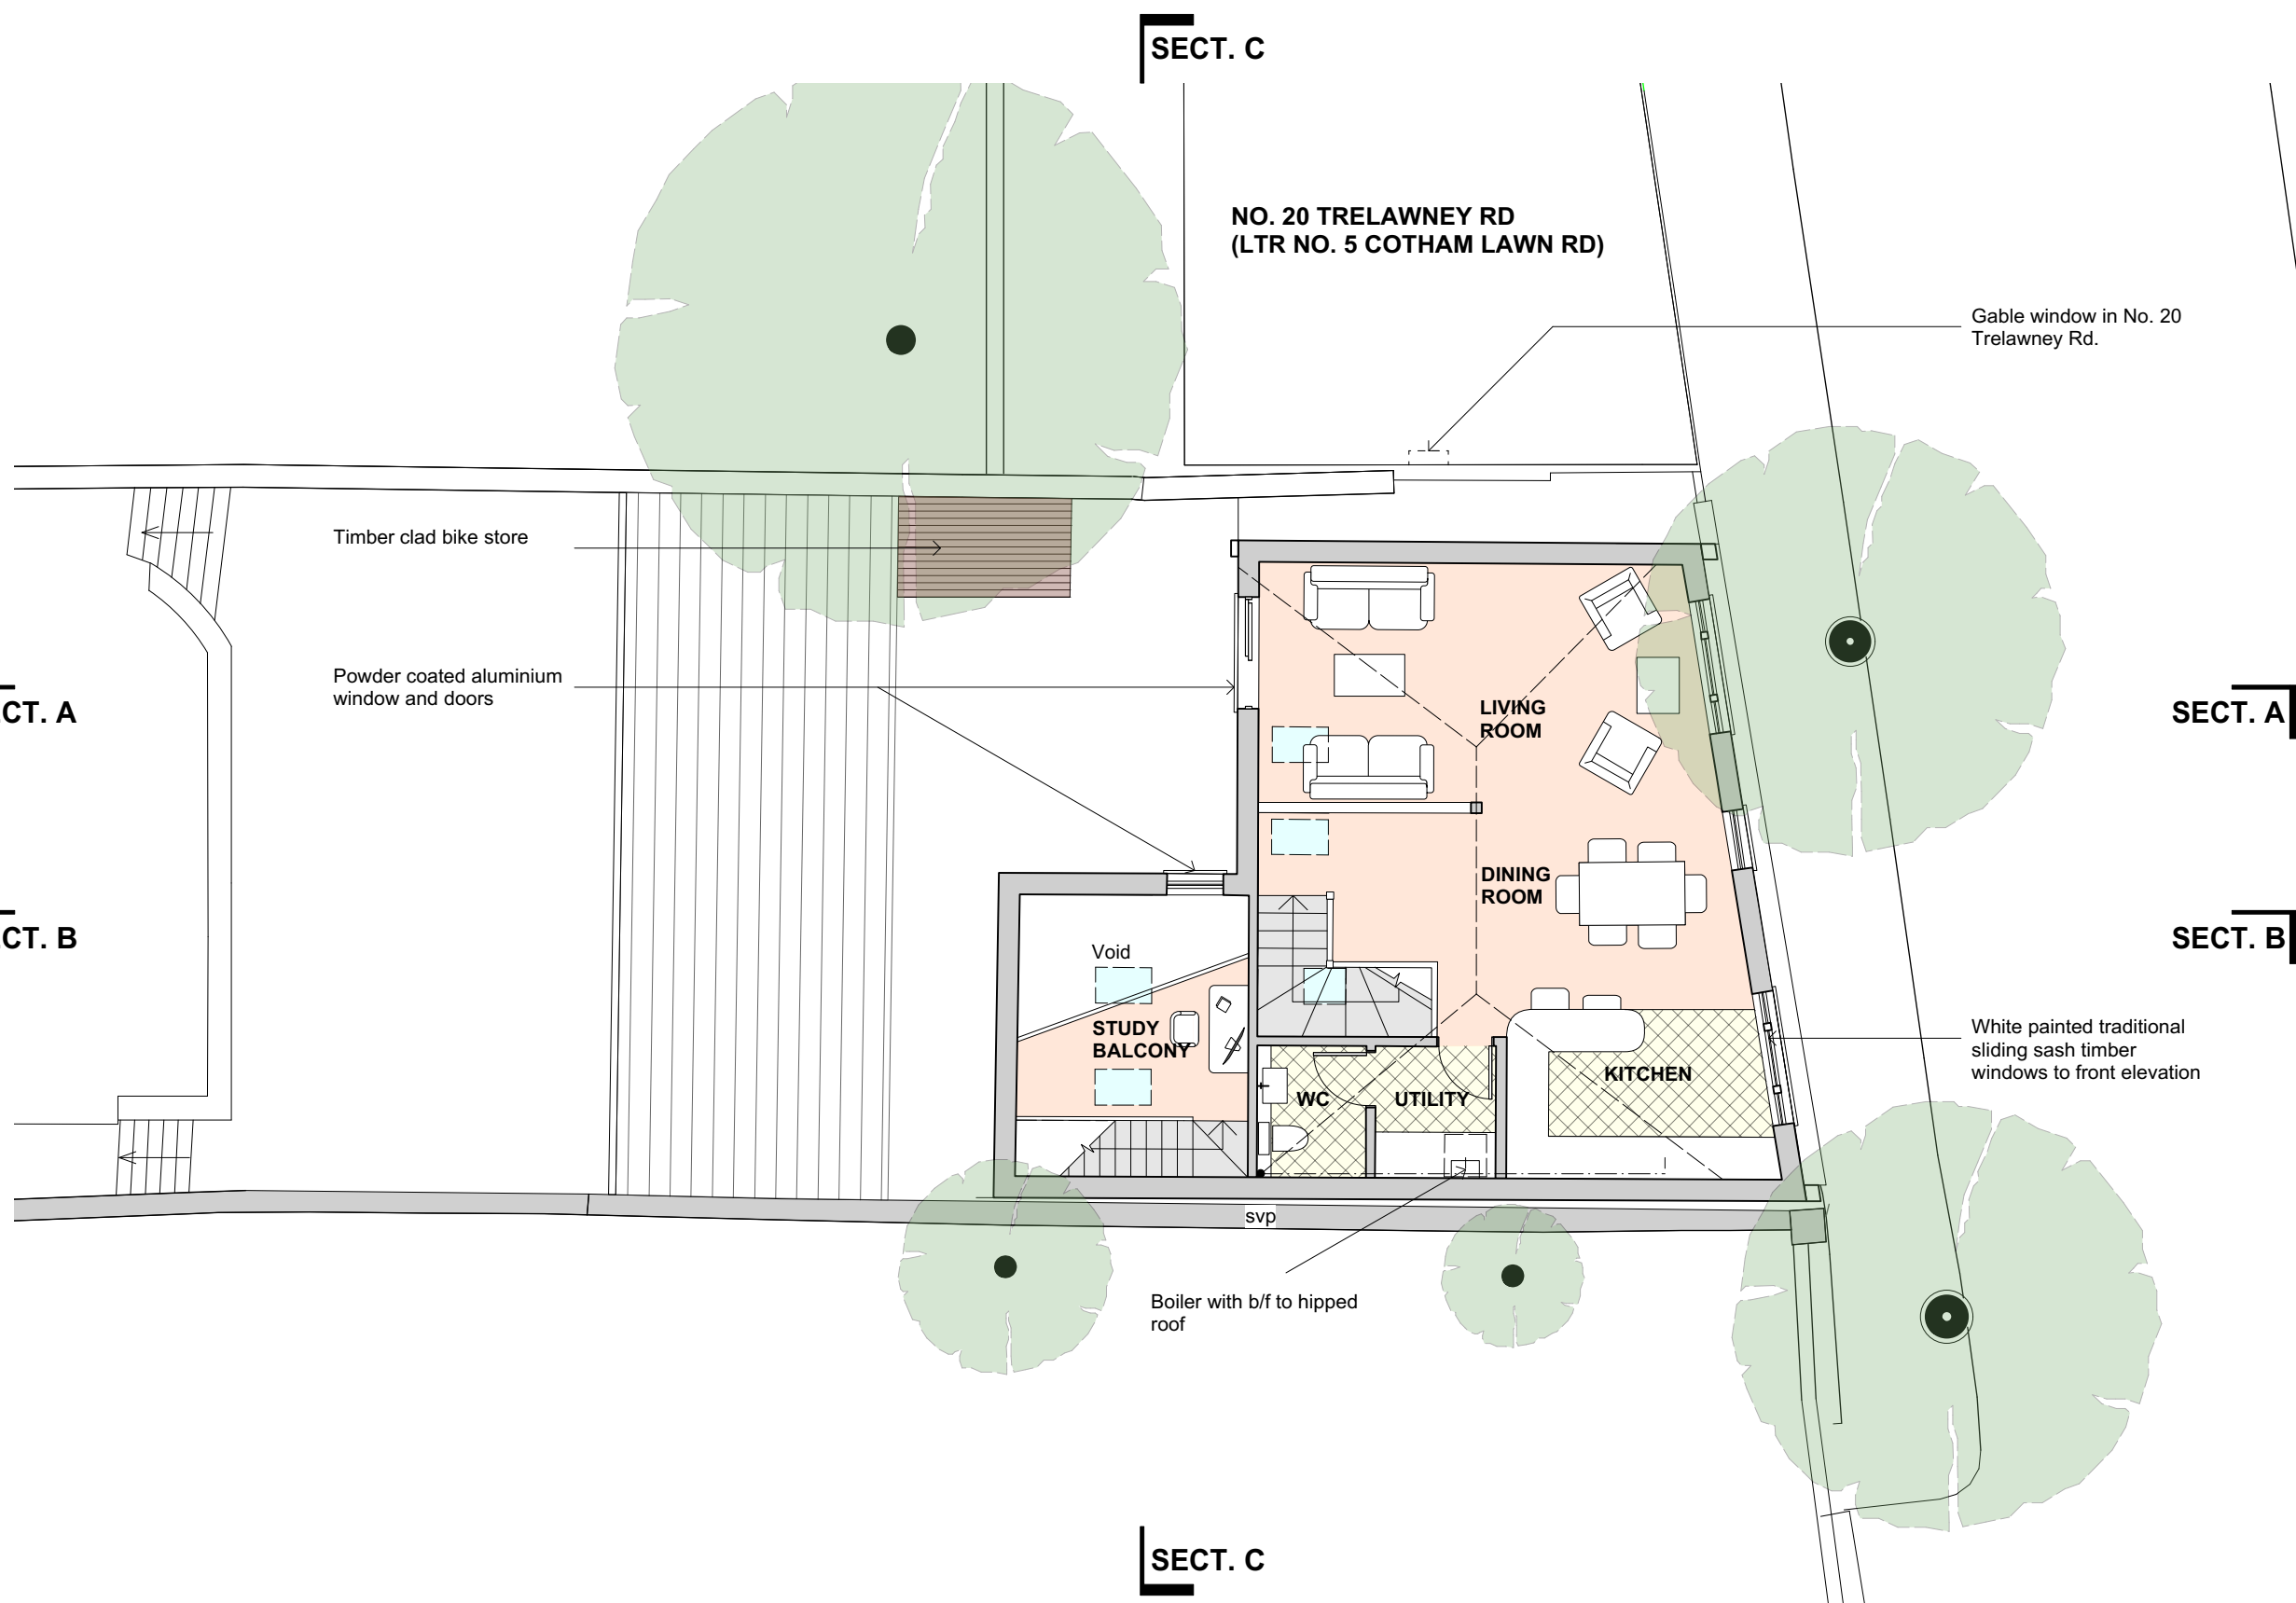 SECT. C
NO. 20 TRELAWNEY RD
(LTR NO. 5 COTHAM LAWN RD)
Gable window in No. 20
Trelawney Rd.
Timber clad bike store
Powder coated aluminium
window and doors
CT. A
LIVING
ROOM
SECT. A
DINING
ROOM
CT. B
SECT. B
Void
STUDY
BALCONY
WC
UTILITY
KITCHEN
White painted traditional
sliding sash timber
windows to front elevation
svp
Boiler with b/f to hipped
roof
SECT. C